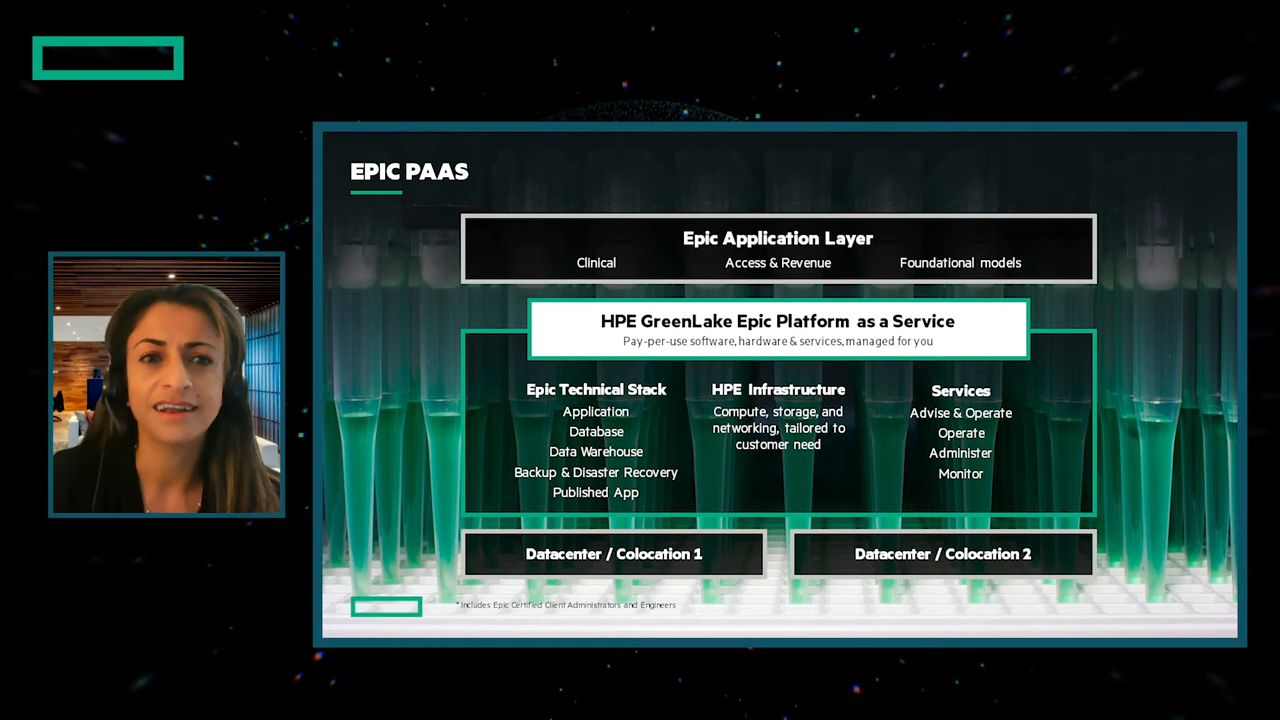 EPIC PAAS
Epic Application Layer
Clinical
Access & Revenue
Foundational models
HPE GreenLake Epic Platform as a Service
Pay-per-use software, hardware & services, managed for you
Epic Technical Stack
Application
Database
Data Warehouse
Backup & Disaster Recovery
Published App
HPE Infrastructure
Compute, storage, and
networking, tailored to
customer need
Services
Advise & Operate
Operate
Administer
Monitor
Datacenter / Colocation 1
Datacenter / Colocation 2
* Includes Epic Certified Client Administrators and Engineers